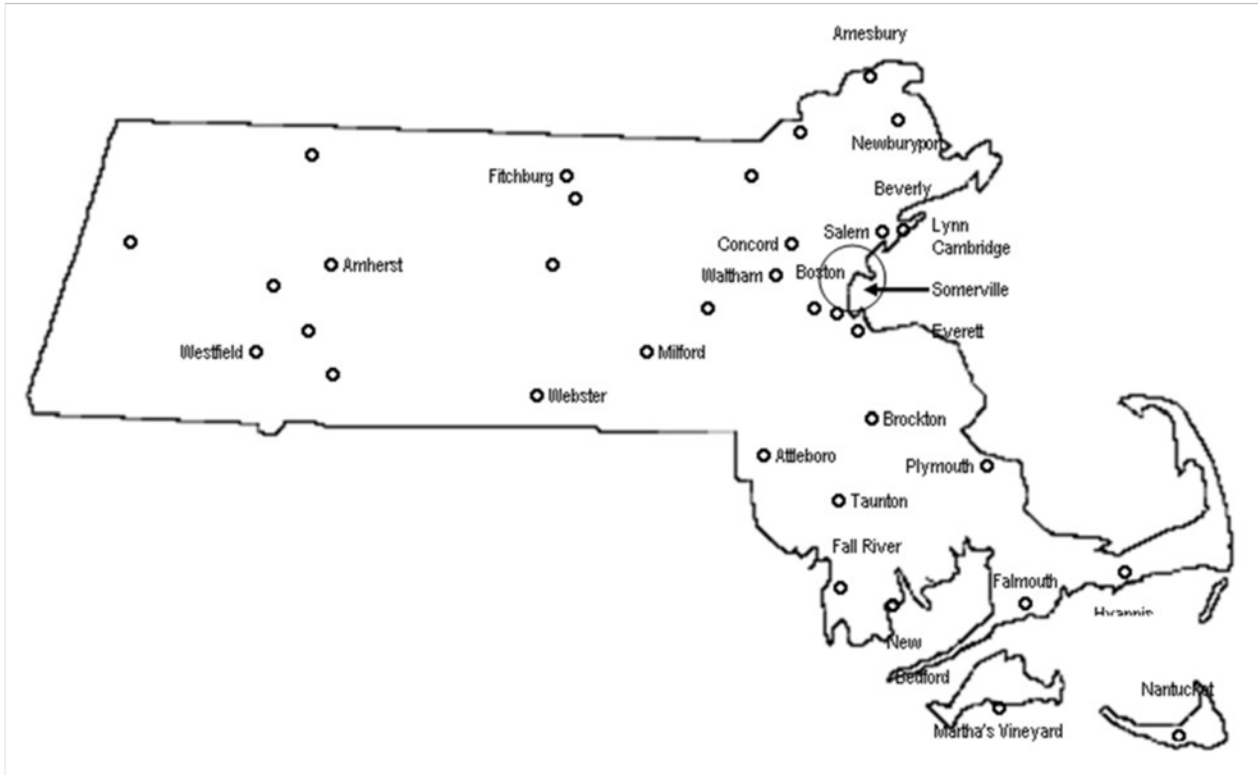 Amesbury
Newburyport
Fitchburg
Beverly
Salem
Lynn
Concord
Cambridge
Amherst
Waltham
Boston
Somerville
Everett
Westfield
Milford
Webster
Brockton
Attleboro
Plymouth
Taunton
Fall River
Falmouth
Hyannis
New
Bedford
Nantucket
Martha's Vineyard